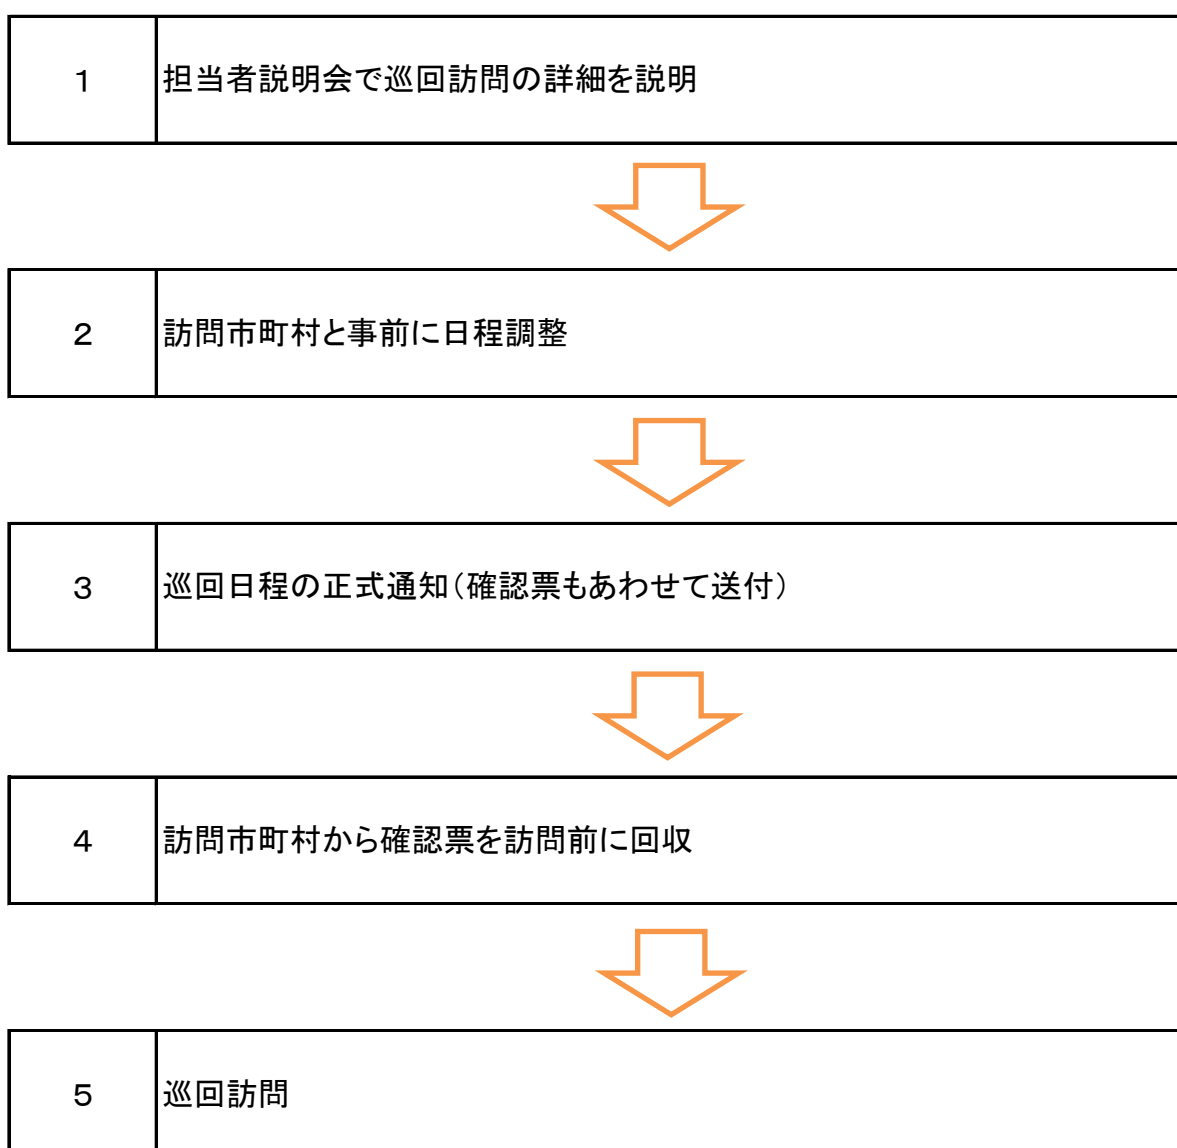 １ 担当者説明会で巡回訪問の詳細を説明
２ 訪問市町村と事前に日程調整
３ 巡回日程の正式通知（確認票もあわせて送付）
４ 訪問市町村から確認票を訪問前に回収
５ 巡回訪問